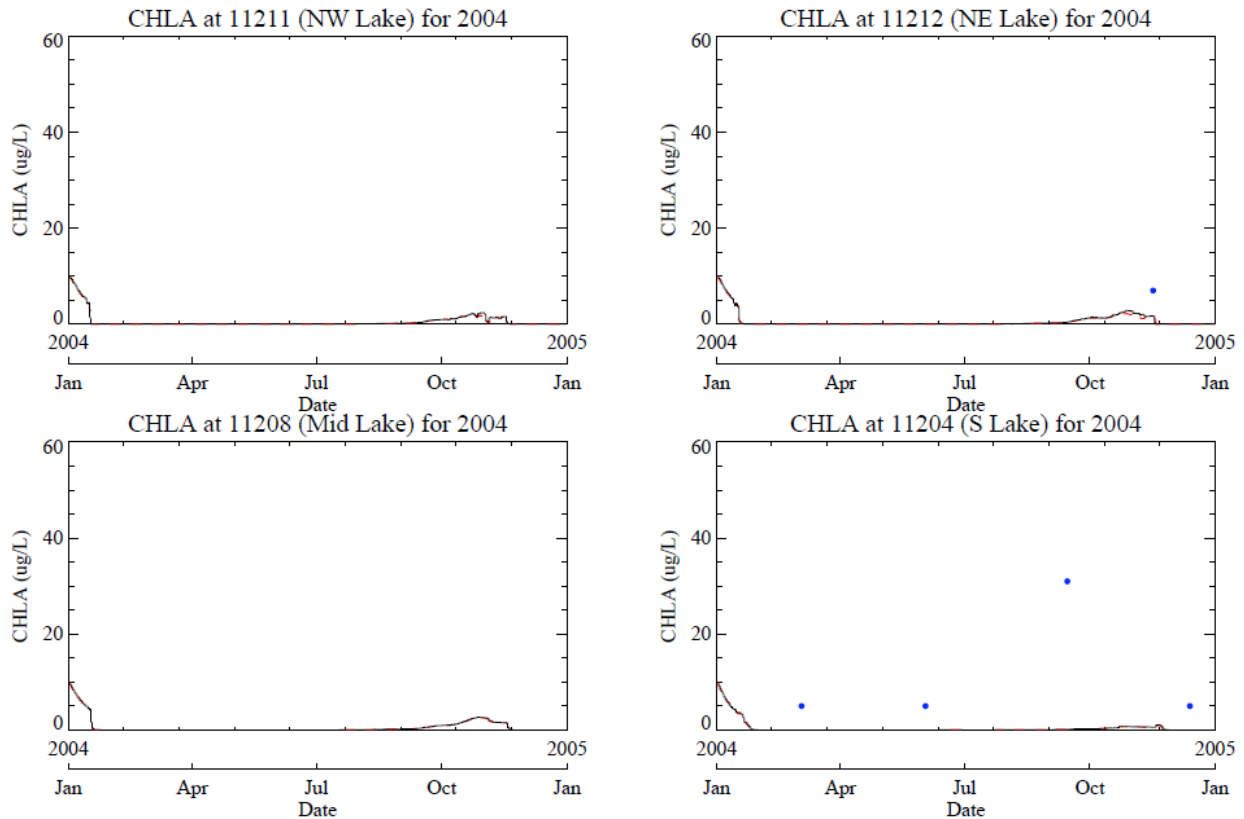 CHLA at 11211 (NW Lake) for 2004
60
40
20
0
CHLA (ug/L)
2004 2005
Jan Apr Jul Oct Jan
Date
CHLA at 11212 (NE Lake) for 2004
60
40
20
0
CHLA (ug/L)
2004 2005
Jan Apr Jul Oct Jan
Date
CHLA at 11208 (Mid Lake) for 2004
60
40
20
0
CHLA (ug/L)
2004 2005
Jan Apr Jul Oct Jan
Date
CHLA at 11204 (S Lake) for 2004
60
40
20
0
CHLA (ug/L)
2004 2005
Jan Apr Jul Oct Jan
Date